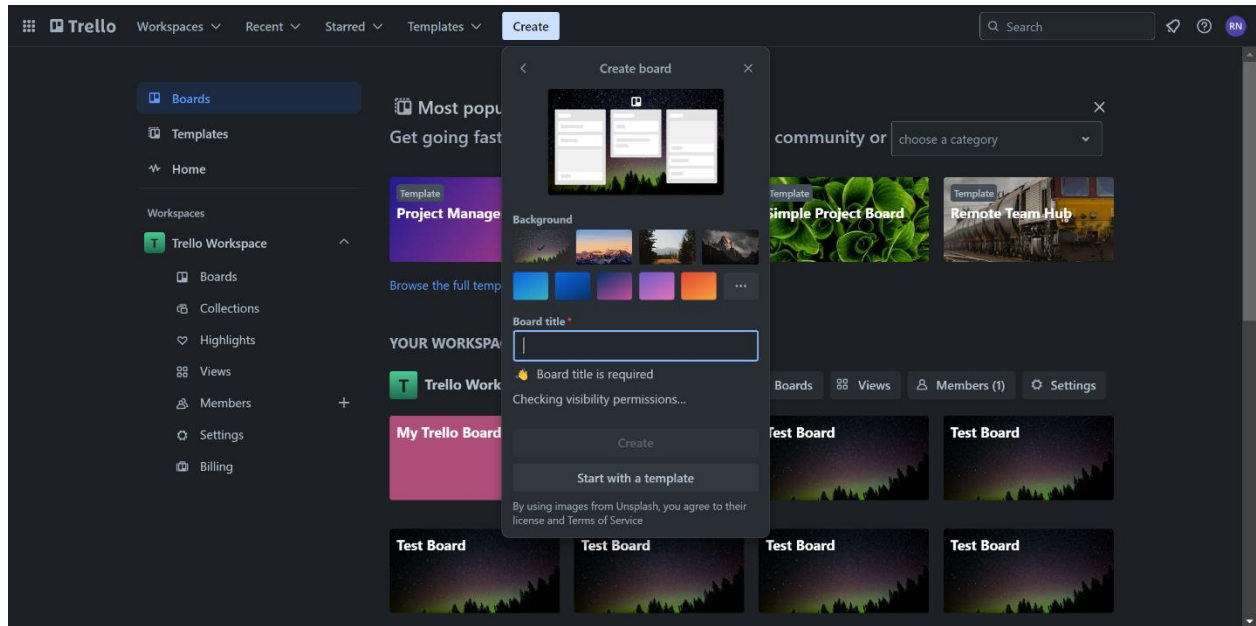 Trello Workspaces Recent Starred Templates Create Search RN
Create board
Boards
Templates
Home
Workspaces
T Trello Workspace
Boards
Collections
Highlights
Views
Members
Settings
Billing
Most popu
Get going fast community or choose a category
Template
Project Manage
Template
Simple Project Board
Template
Remote Team Hub
Browse the full temp
Background
Board title *
Board title is required
Checking visibility permissions...
Create
Start with a template
By using images from Unsplash, you agree to their
license and Terms of Service
YOUR WORKSPA
T Trello Work Boards Views Members (1) Settings
My Trello Board Test Board Test Board
Test Board Test Board Test Board Test Board